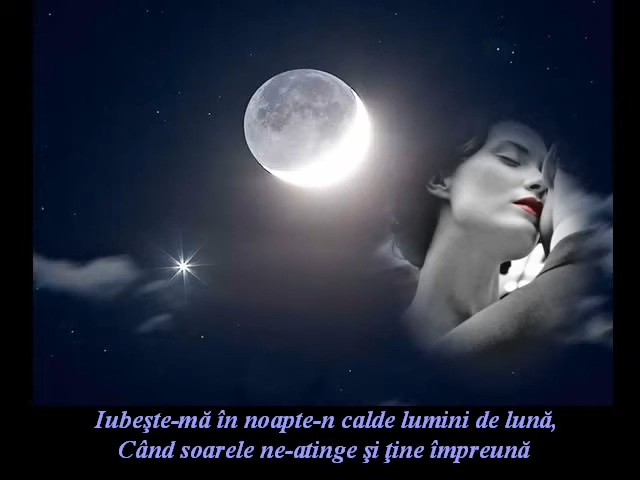 Iubeşte-mă în noapte-n calde lumini de lună,
Când soarele ne-atinge şi ţine împreună